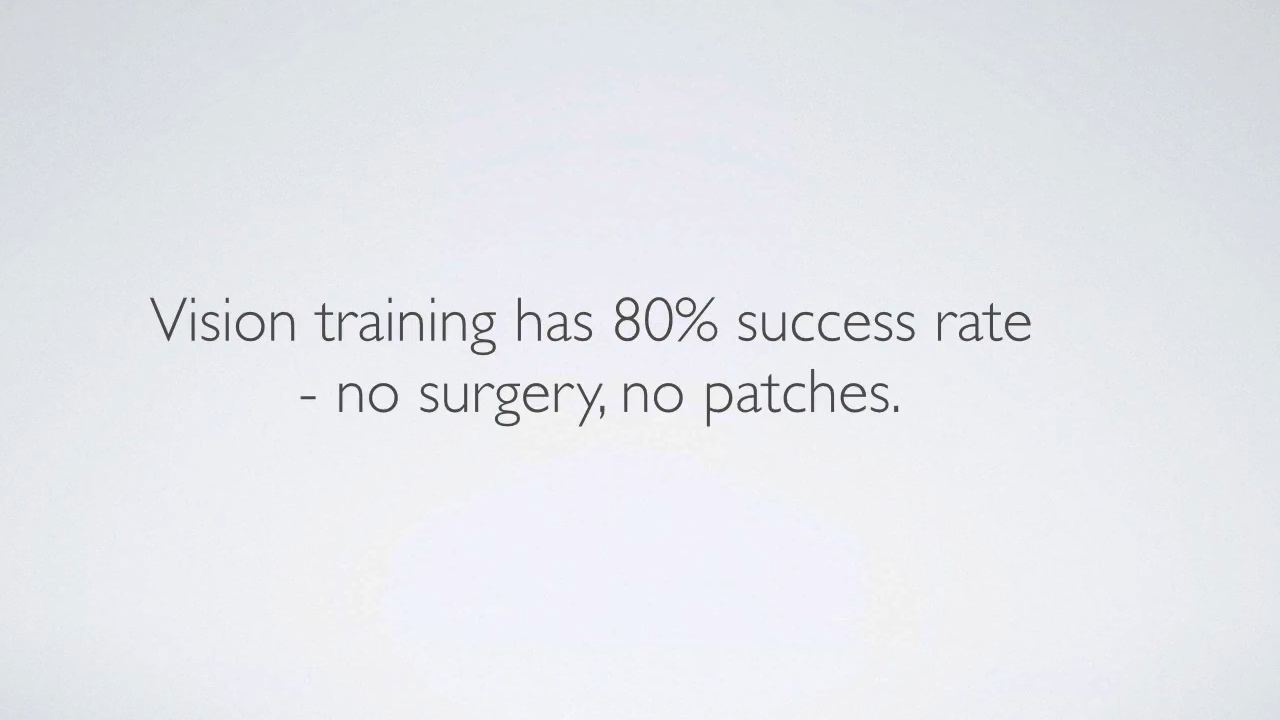 Vision training has 80% success rate
- no surgery, no patches.